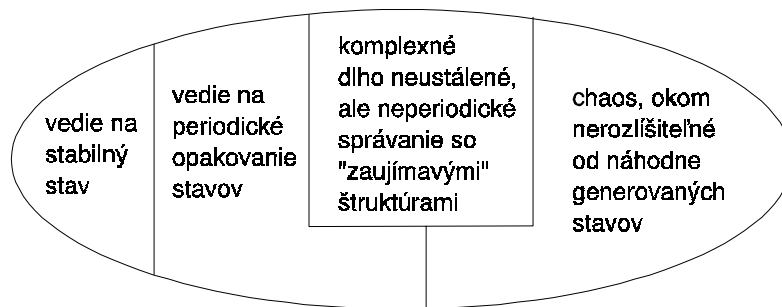 vedie na
stabilný
stav
vedie na
periodické
opakovanie
stavov
komplexné
dlho neustálené,
ale neperiodické
správanie so
"zaujímavými"
štruktúrami
chaos, okom
nerozlíšiteľné
od náhodne
generovaných
stavov